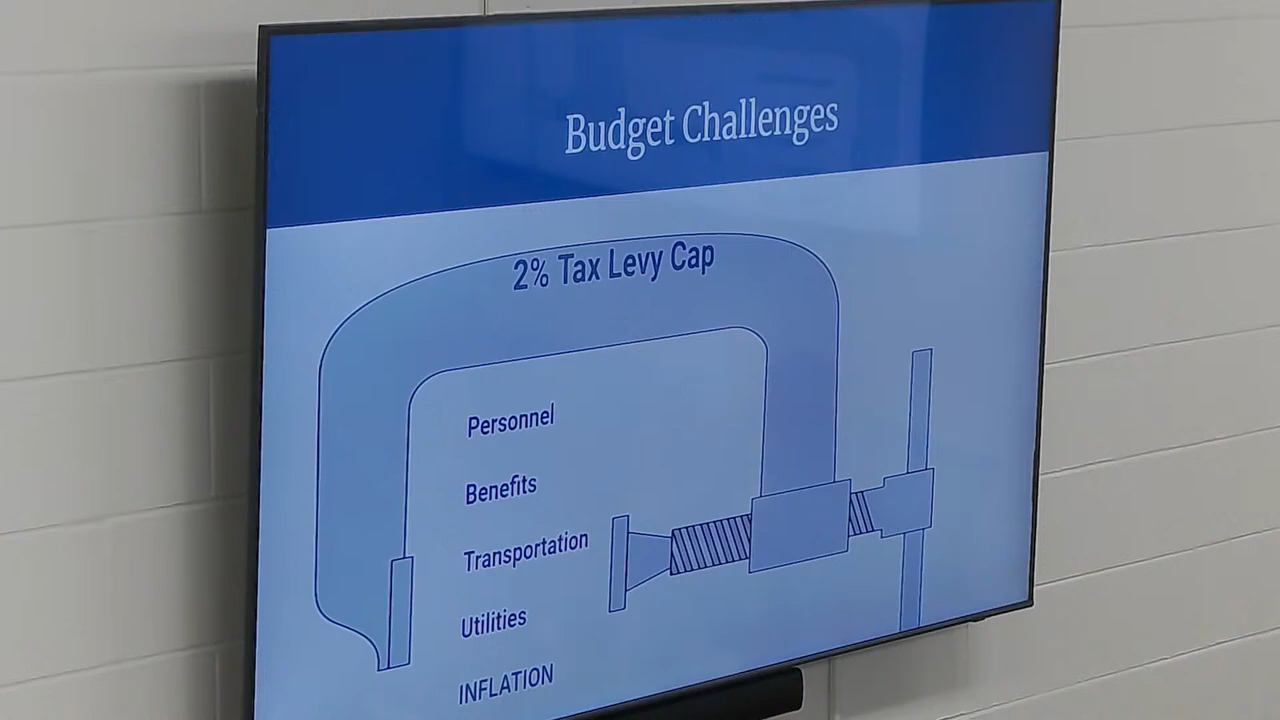 Budget Challenges
2% Tax Levy Cap
Personnel
Benefits
Transportation
Utilities
INFLATION